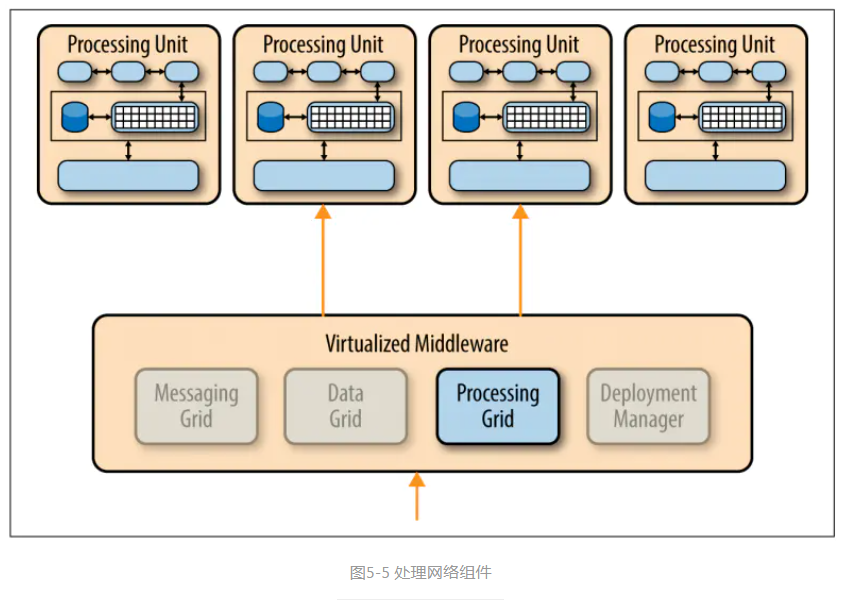 Processing Unit
Processing Unit
Processing Unit
Processing Unit
Virtualized Middleware
Messaging
Grid
Data
Grid
Processing
Grid
Deployment
Manager
图5-5 处理网络组件